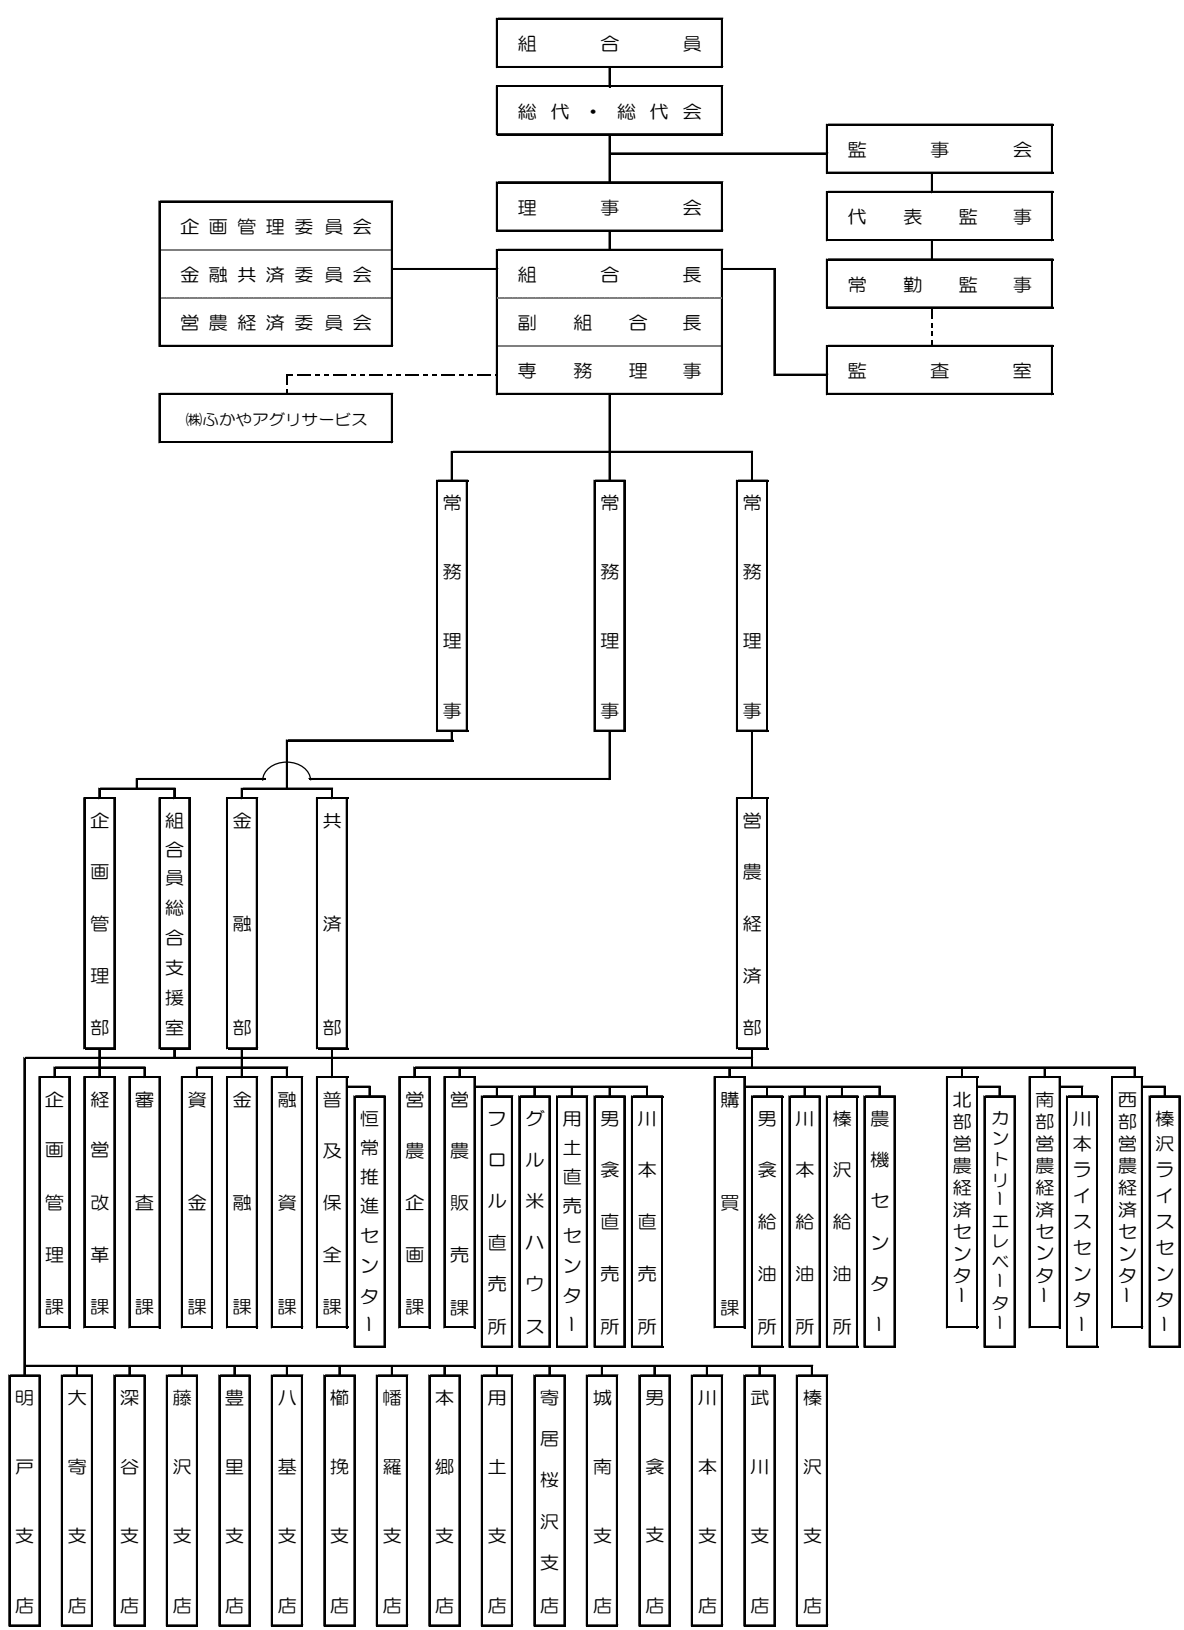 組合員
総代・総代会
監事会
理事会
代表監事
企画管理委員会
金融共済委員会
営農経済委員会
組合長
副組合長
専務理事
常勤監事
監査室
㈱ふかやアグリサービス
常務理事
常務理事
常務理事
企画管理部
組合員総合支援室
金融部
共済部
営農経済部
企画管理課
経営改革課
審査課
資金課
金融課
融資課
普及保全課
恒常推進センター
営農企画課
営農販売課
フロル直売所
グル米ハウス
用土直売センター
男衾直売所
川本直売所
購買課
男衾給油所
川本給油所
榛沢給油所
農機センター
北部営農経済センター
カントリーエレベーター
南部営農経済センター
川本ライスセンター
西部営農経済センター
榛沢ライスセンター
明戸支店
大寄支店
深谷支店
藤沢支店
豊里支店
八基支店
櫛挽支店
幡羅支店
本郷支店
用土支店
寄居桜沢支店
城南支店
男衾支店
川本支店
武川支店
榛沢支店